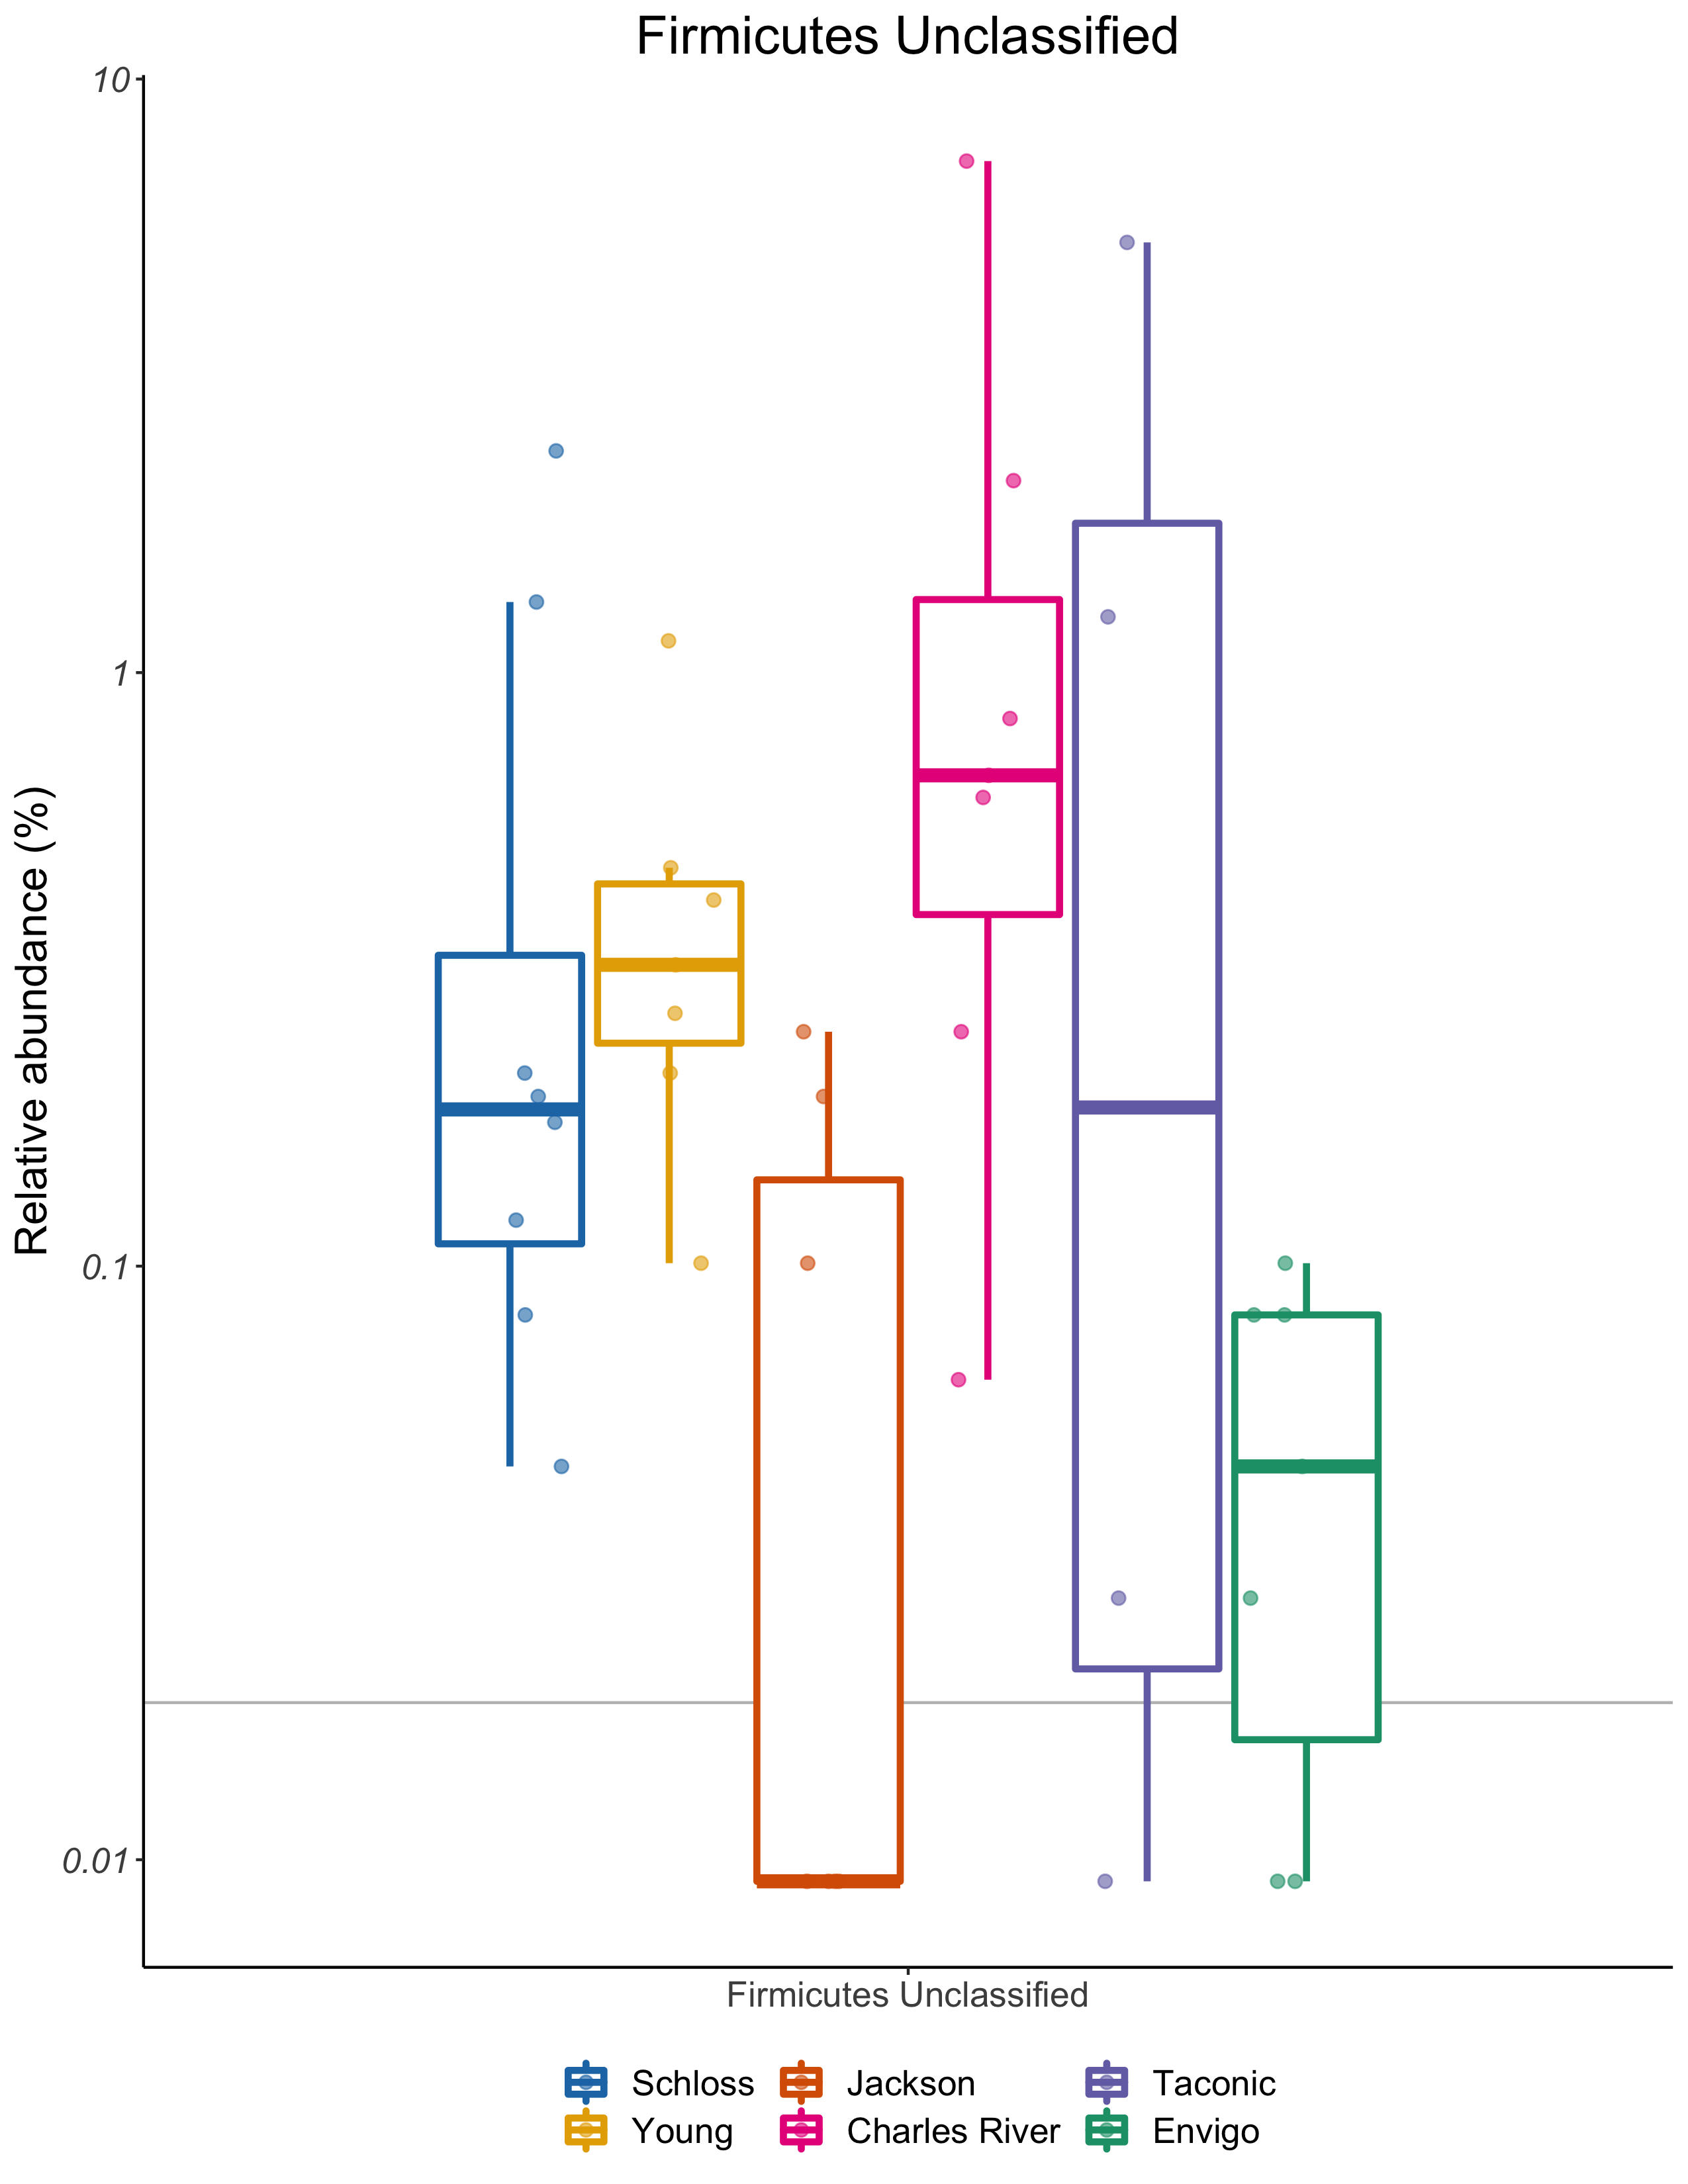 Firmicutes Unclassified
10
1
0.1
0.01
Relative abundance (%)
Firmicutes Unclassified
Schloss
Jackson
Taconic
Young
Charles River
Envigo